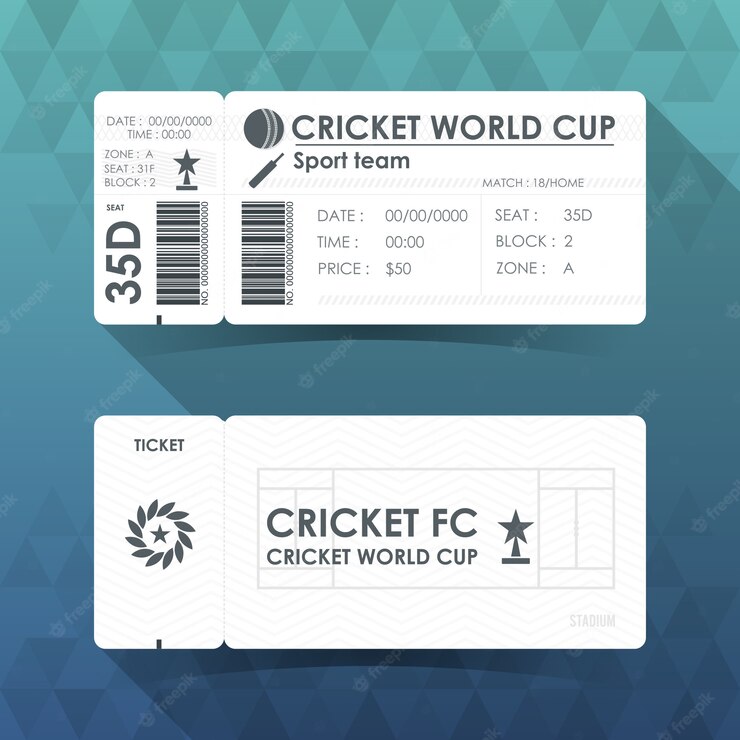 DATE : 00/00/0000
TIME : 00:00
ZONE : A
SEAT : 31F
BLOCK : 2
SEAT
35D
NO. 0000000000000000000
CRICKET WORLD CUP
Sport team
MATCH : 18/HOME
NO. 0000000000000000000
DATE : 00/00/0000
TIME : 00:00
PRICE : $50
SEAT : 35D
BLOCK : 2
ZONE : A
TICKET
CRICKET FC
CRICKET WORLD CUP
STADIUM
freepik